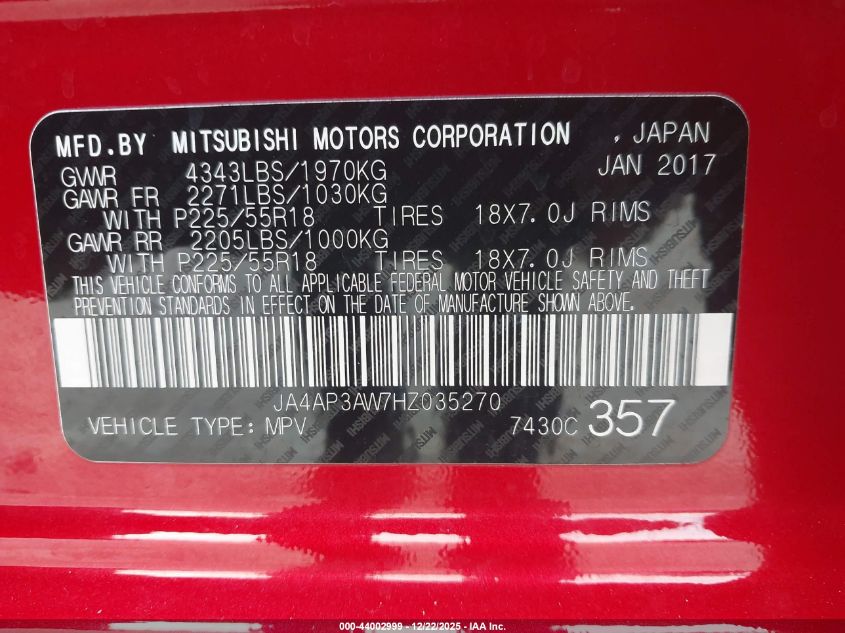 MFD.BY MITSUBISHI MOTORS CORPORATION , JAPAN
GVWR 4343LBS/1970KG JAN 2017
GAWR FR 2271LBS/1030KG
WITH P225/55R18 TIRES 18X7.0J RIMS
GAWR RR 2205LBS/1000KG
WITH P225/55R18 TIRES 18X7.0J RIMS
THIS VEHICLE CONFORMS TO ALL APPLICABLE FEDERAL MOTOR VEHICLE SAFETY AND THEFT
PREVENTION STANDARDS IN EFFECT ON THE DATE OF MANUFACTURE SHOWN ABOVE.
JA4AP3AW7HZ035270
VEHICLE TYPE: MPV 7430C 357
000-44002999 - 12/22/2025 - IAA Inc.